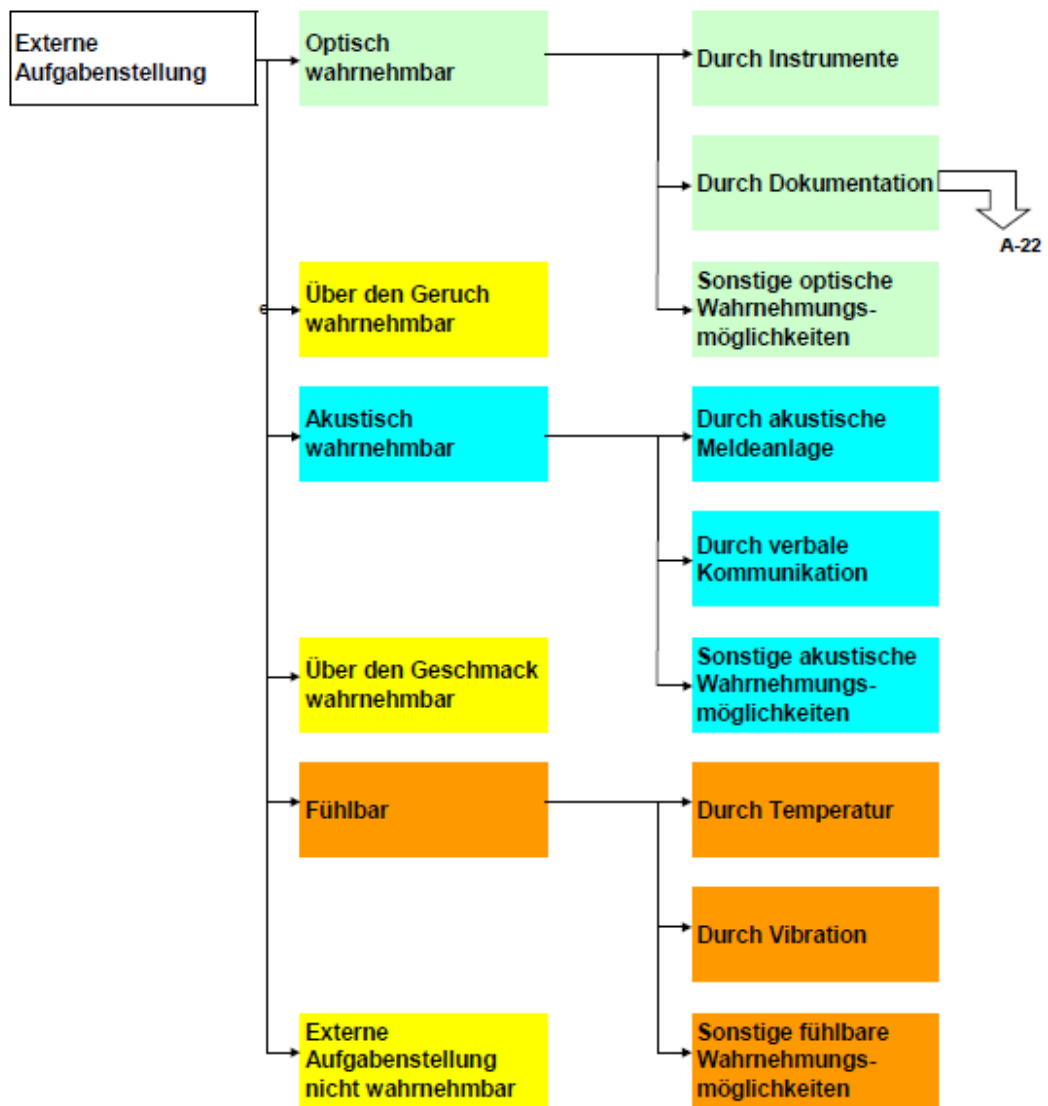 Externe
Aufgabenstellung
Optisch
wahrnehmbar
Durch Instrumente
Durch Dokumentation
A-22
Über den Geruch
wahrnehmbar
e
Sonstige optische
Wahrnehmungs-
möglichkeiten
Akustisch
wahrnehmbar
Durch akustische
Meldeanlage
Durch verbale
Kommunikation
Über den Geschmack
wahrnehmbar
Sonstige akustische
Wahrnehmungs-
möglichkeiten
Fühlbar
Durch Temperatur
Durch Vibration
Externe
Aufgabenstellung
nicht wahrnehmbar
Sonstige fühlbare
Wahrnehmungs-
möglichkeiten